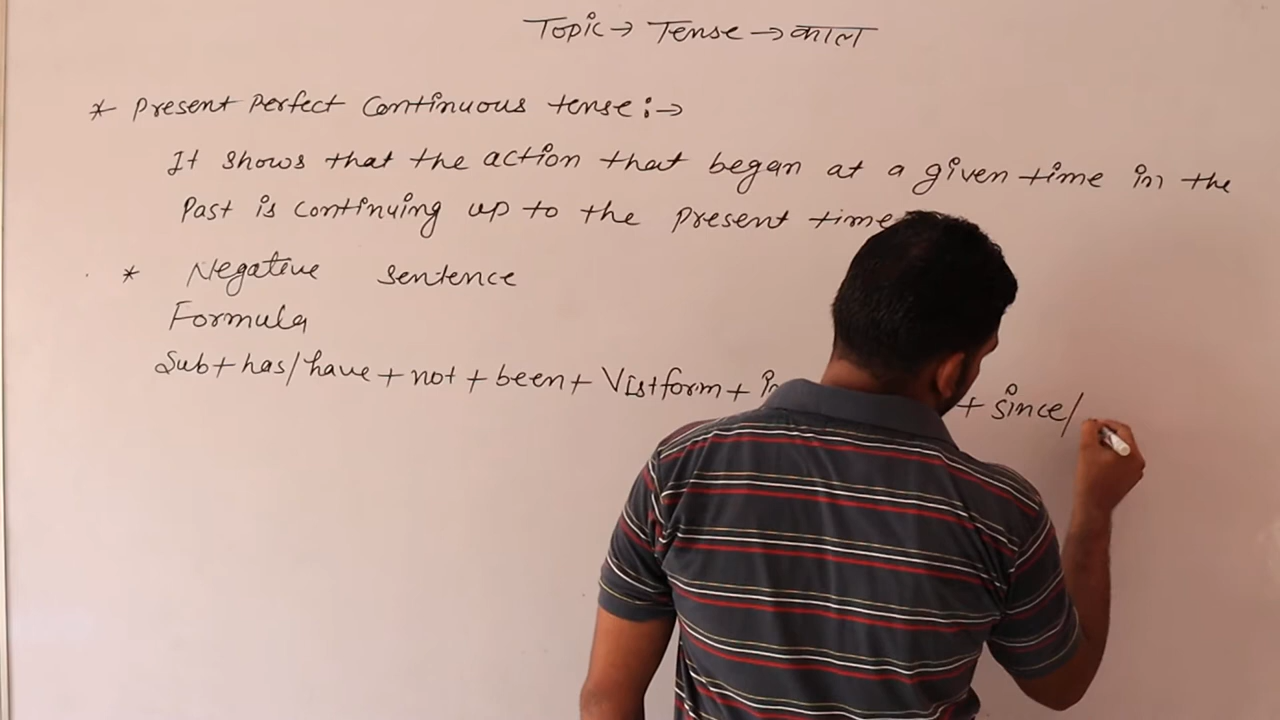 Topic → Tense → काल
* Present Perfect Continuous tense :→
It shows that the action that began at a given time in the
Past is continuing up to the present time
* Negative sentence
Formula
Sub + has/have + not + been + V1st form + + since/